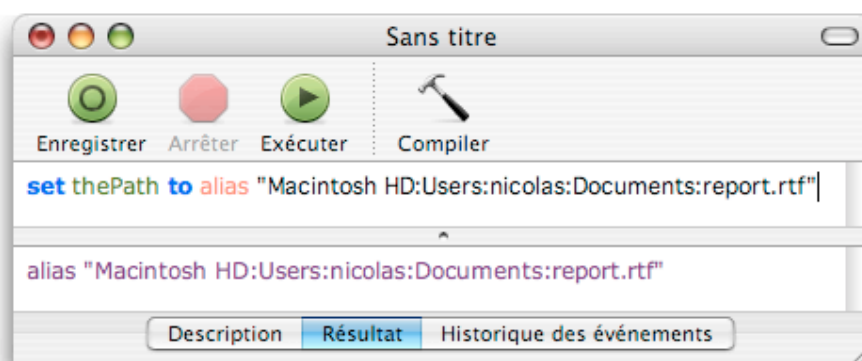 Sans titre
Enregistrer Arrêter Exécuter Compiler
set thePath to alias "Macintosh HD:Users:nicolas:Documents:report.rtf"
alias "Macintosh HD:Users:nicolas:Documents:report.rtf"
Description Résultat Historique des événements